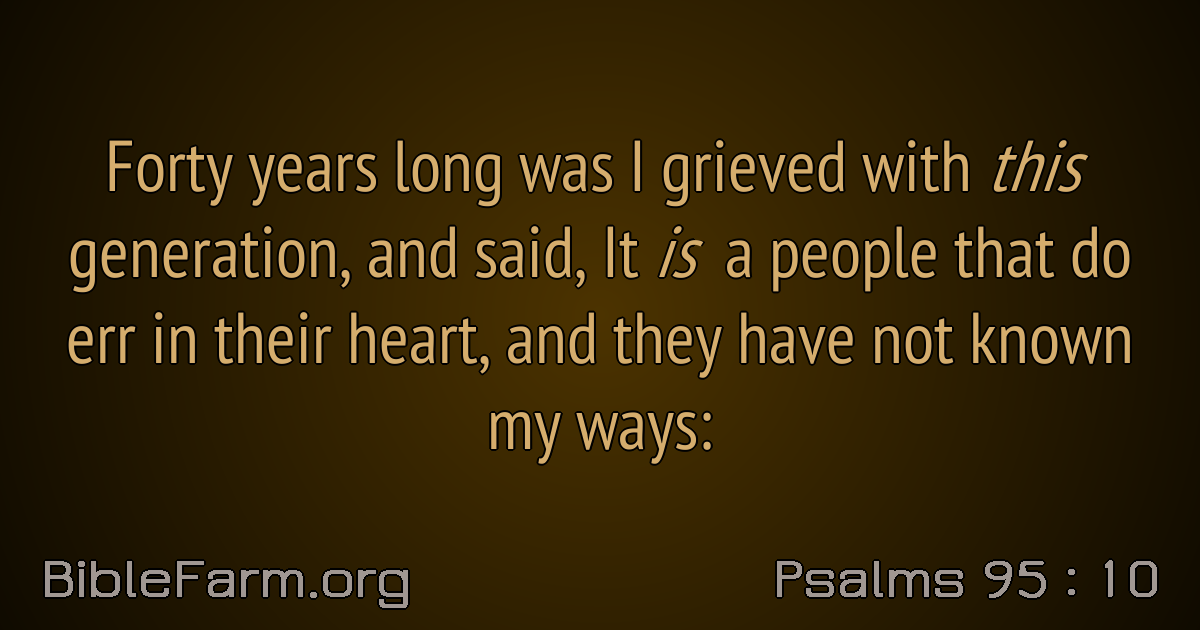 Forty years long was I grieved with this
generation, and said, It is a people that do
err in their heart, and they have not known
my ways:
BibleFarm.org
Psalms 95 : 10